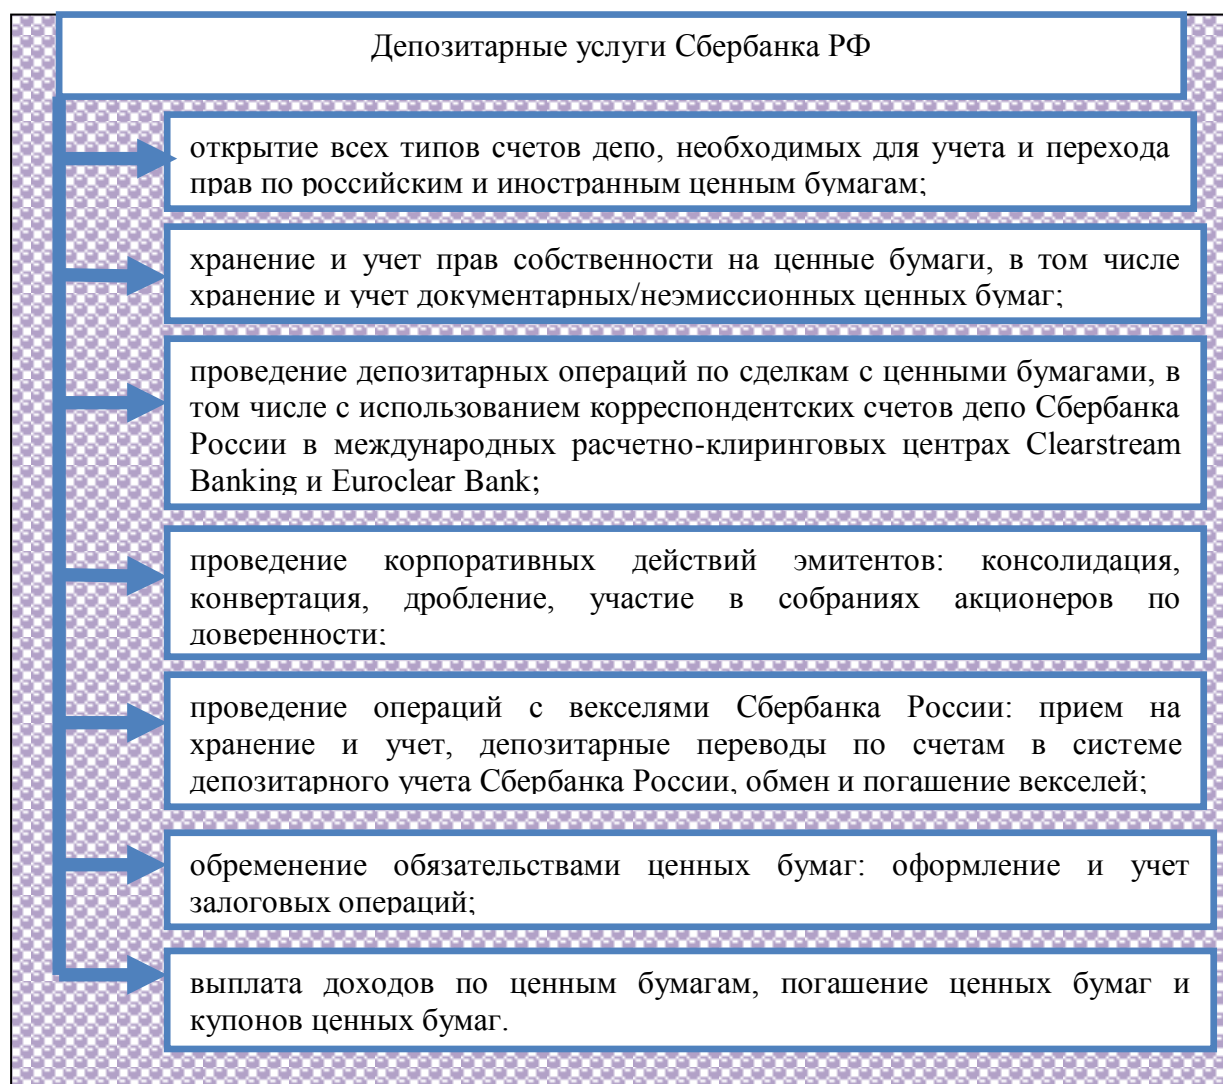 Депозитарные услуги Сбербанка РФ
открытие всех типов счетов депо, необходимых для учета и перехода
прав по российским и иностранным ценным бумагам;
хранение и учет прав собственности на ценные бумаги, в том числе
хранение и учет документарных/неэмиссионных ценных бумаг;
проведение депозитарных операций по сделкам с ценными бумагами, в
том числе с использованием корреспондентских счетов депо Сбербанка
России в международных расчетно-клиринговых центрах Clearstream
Banking и Euroclear Bank;
проведение корпоративных действий эмитентов: консолидация,
конвертация, дробление, участие в собраниях акционеров по
доверенности;
проведение операций с векселями Сбербанка России: прием на
хранение и учет, депозитарные переводы по счетам в системе
депозитарного учета Сбербанка России, обмен и погашение векселей;
обременение обязательствами ценных бумаг: оформление и учет
залоговых операций;
выплата доходов по ценным бумагам, погашение ценных бумаг и
купонов ценных бумаг.